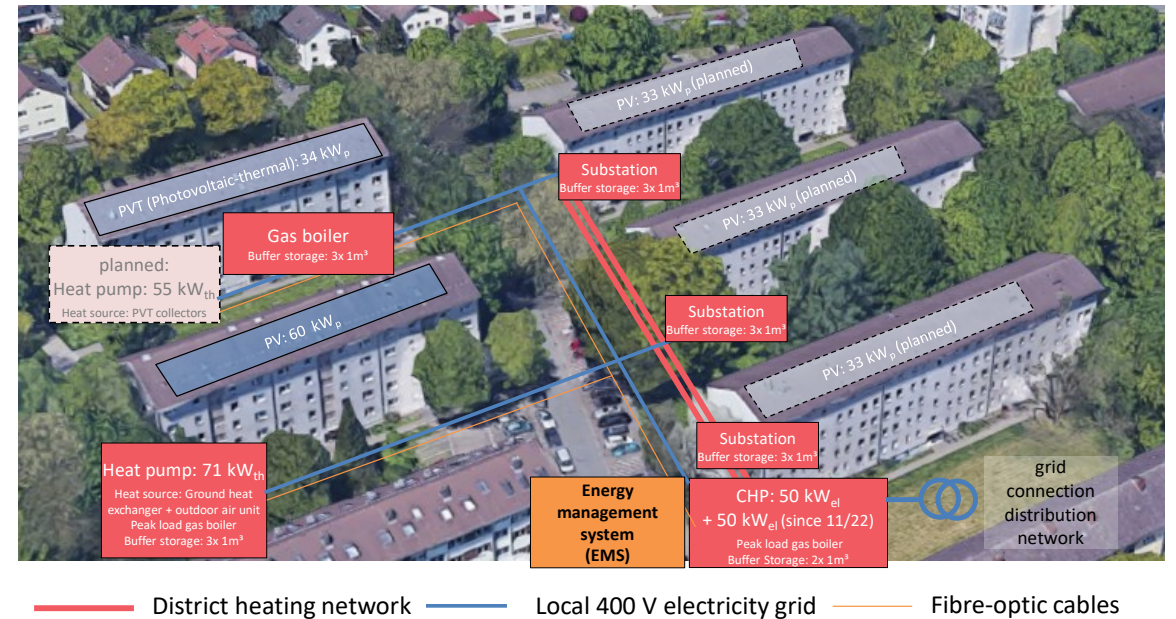 PV: 33 kWₚ (planned)
PVT (Photovoltaic-thermal): 34 kWₚ
Substation
Buffer storage: 3x 1m³
PV: 33 kWₚ (planned)
Gas boiler
Buffer storage: 3x 1m³
planned:
Heat pump: 55 kWₜₕ
Heat source: PVT collectors
PV: 60 kWₚ
Substation
Buffer storage: 3x 1m³
PV: 33 kWₚ (planned)
Substation
Buffer storage: 3x 1m³
Heat pump: 71 kWₜₕ
Heat source: Ground heat
exchanger + outdoor air unit
Peak load gas boiler
Buffer storage: 3x 1m³
Energy
management
system
(EMS)
CHP: 50 kWₑₗ
+ 50 kWₑₗ (since 11/22)
Peak load gas boiler
Buffer Storage: 2x 1m³
grid
connection
distribution
network
District heating network
Local 400 V electricity grid
Fibre-optic cables